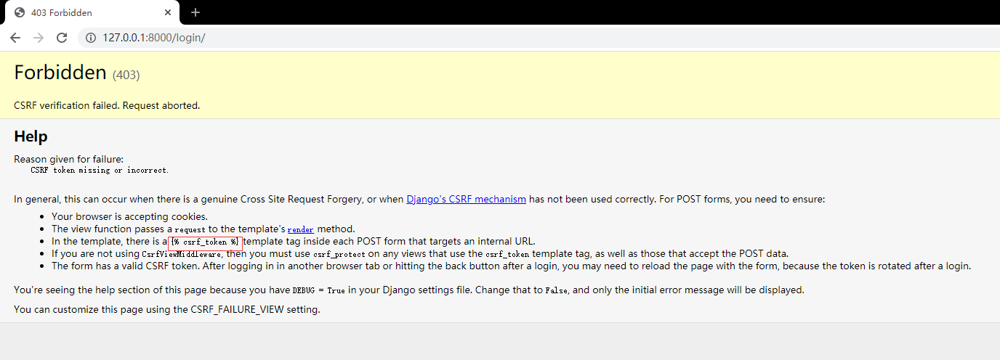 403 Forbidden
127.0.0.1:8000/login/
Forbidden (403)
CSRF verification failed. Request aborted.
Help
Reason given for failure:
CSRF token missing or incorrect.
In general, this can occur when there is a genuine Cross Site Request Forgery, or when Django's CSRF mechanism has not been used correctly. For POST forms, you need to ensure:
• Your browser is accepting cookies.
• The view function passes a request to the template's render method.
• In the template, there is a {% csrf_token %} template tag inside each POST form that targets an internal URL.
• If you are not using CsrfViewMiddleware, then you must use csrf_protect on any views that use the csrf_token template tag, as well as those that accept the POST data.
• The form has a valid CSRF token. After logging in in another browser tab or hitting the back button after a login, you may need to reload the page with the form, because the token is rotated after a login.
You're seeing the help section of this page because you have DEBUG = True in your Django settings file. Change that to False, and only the initial error message will be displayed.
You can customize this page using the CSRF_FAILURE_VIEW setting.